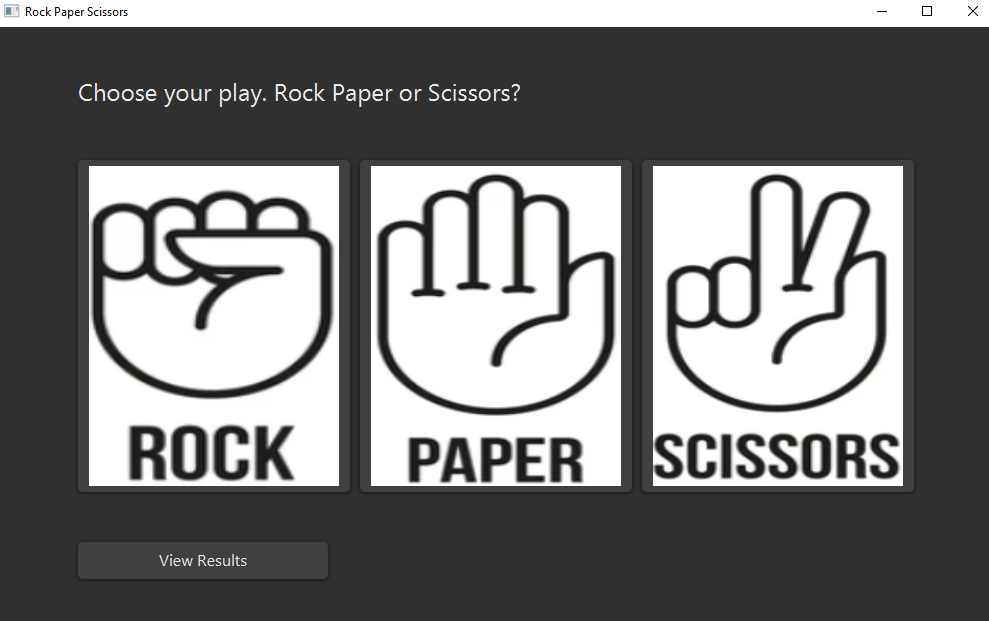 Rock Paper Scissors
Choose your play. Rock Paper or Scissors?
ROCK
PAPER
SCISSORS
View Results